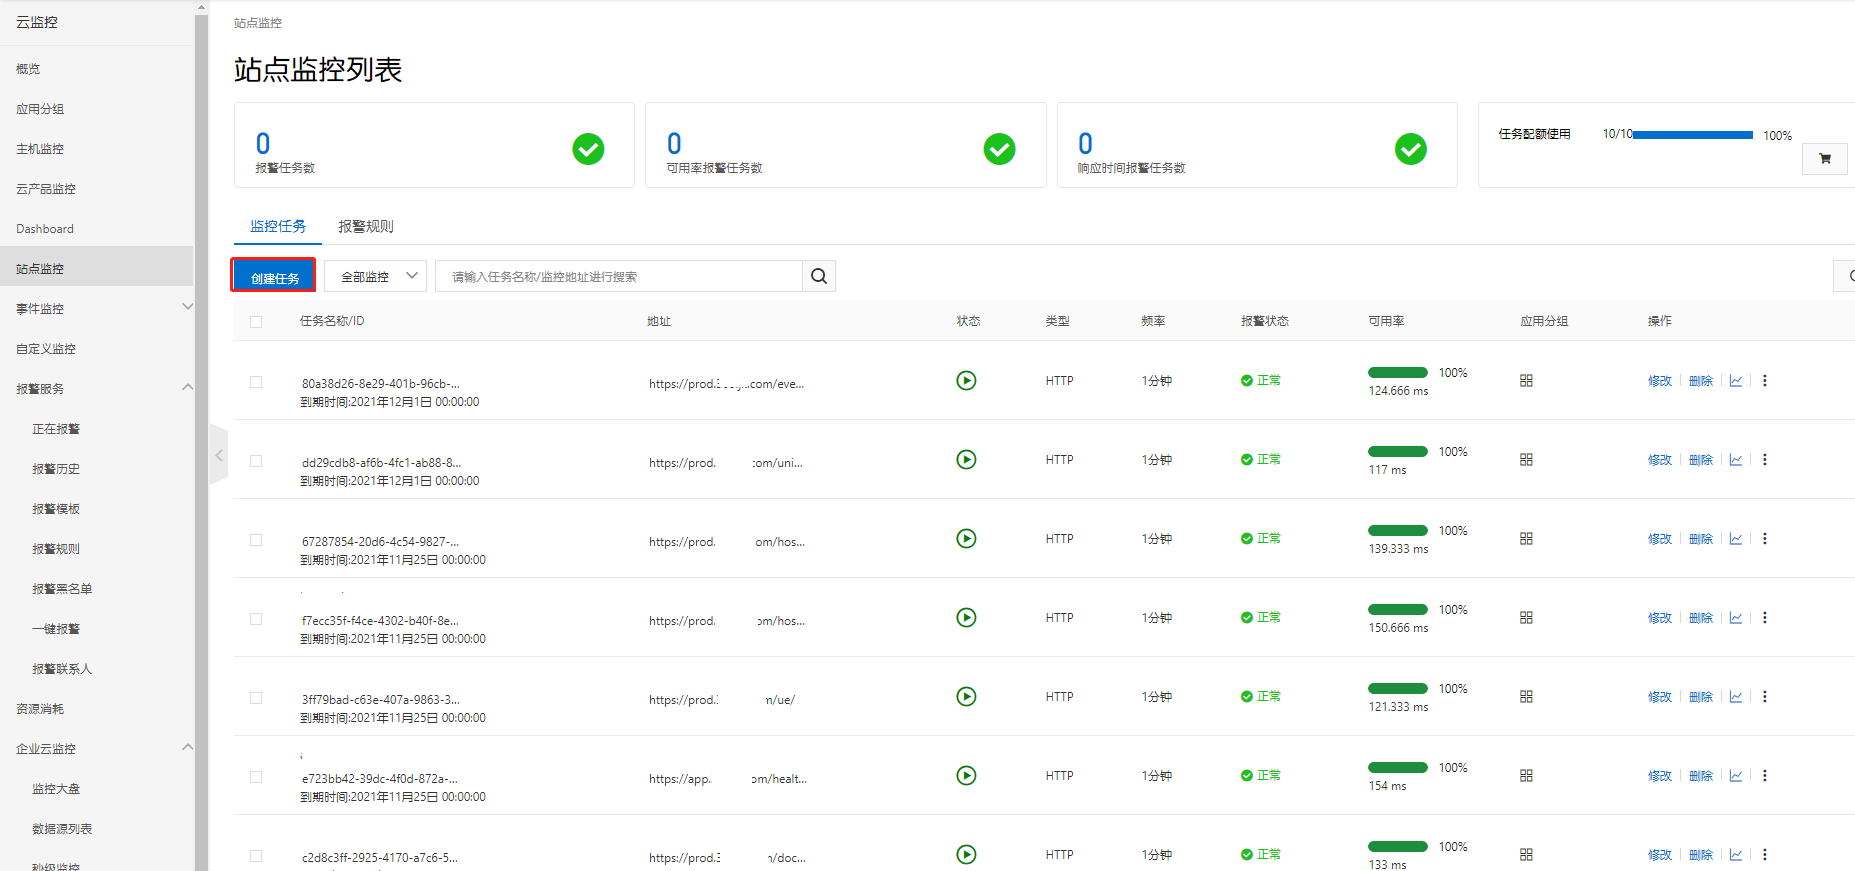 云监控
概览
应用分组
主机监控
云产品监控
Dashboard
站点监控
事件监控
自定义监控
报警服务
正在报警
报警历史
报警模板
报警规则
报警黑名单
一键报警
报警联系人
资源消耗
企业云监控
监控大盘
数据源列表
秒级监控
站点监控
站点监控列表
0
报警任务数
0
可用率报警任务数
0
响应时间报警任务数
任务配额使用 10/10 100%
监控任务 报警规则
创建任务 全部监控 请输入任务名称/监控地址进行搜索
任务名称/ID 地址 状态 类型 频率 报警状态 可用率 应用分组 操作
80a38d26-8e29-401b-96cb-... https://prod. .com/eve... HTTP 1分钟 正常 100% 修改 删除
到期时间:2021年12月1日 00:00:00 124.666 ms
dd29cdb8-af6b-4fc1-ab88-8... https://prod. .com/uni... HTTP 1分钟 正常 100% 修改 删除
到期时间:2021年12月1日 00:00:00 117 ms
67287854-20d6-4c54-9827-... https://prod. om/hos... HTTP 1分钟 正常 100% 修改 删除
到期时间:2021年11月25日 00:00:00 139.333 ms
f7ecc35f-f4ce-4302-b40f-8e... https://prod. om/hos... HTTP 1分钟 正常 100% 修改 删除
到期时间:2021年11月25日 00:00:00 150.666 ms
3ff79bad-c63e-407a-9863-3... https://prod. m/ue/ HTTP 1分钟 正常 100% 修改 删除
到期时间:2021年11月25日 00:00:00 121.333 ms
e723bb42-39dc-4f0d-872a-... https://app. om/healt... HTTP 1分钟 正常 100% 修改 删除
到期时间:2021年11月25日 00:00:00 154 ms
c2d8c3ff-2925-4170-a7c6-5... https://prod. m/doc... HTTP 1分钟 正常 100% 修改 删除
133 ms